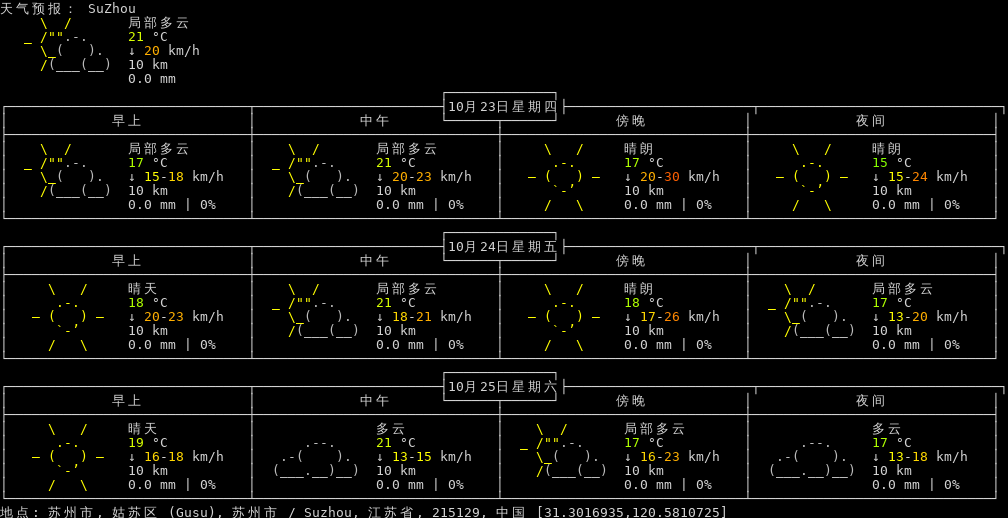 天气预报： SuZhou
局部多云
21 °C
↓ 20 km/h
10 km
0.0 mm
10月23日星期四
早上 中午 傍晚 夜间
局部多云 局部多云 晴朗 晴朗
17 °C 21 °C 17 °C 15 °C
↓ 15-18 km/h ↓ 20-23 km/h ↓ 20-30 km/h ↓ 15-24 km/h
10 km 10 km 10 km 10 km
0.0 mm | 0% 0.0 mm | 0% 0.0 mm | 0% 0.0 mm | 0%
10月24日星期五
早上 中午 傍晚 夜间
晴天 局部多云 晴朗 局部多云
18 °C 21 °C 18 °C 17 °C
↓ 20-23 km/h ↓ 18-21 km/h ↓ 17-26 km/h ↓ 13-20 km/h
10 km 10 km 10 km 10 km
0.0 mm | 0% 0.0 mm | 0% 0.0 mm | 0% 0.0 mm | 0%
10月25日星期六
早上 中午 傍晚 夜间
晴天 多云 局部多云 多云
19 °C 21 °C 17 °C 17 °C
↓ 16-18 km/h ↓ 13-15 km/h ↓ 16-23 km/h ↓ 13-18 km/h
10 km 10 km 10 km 10 km
0.0 mm | 0% 0.0 mm | 0% 0.0 mm | 0% 0.0 mm | 0%
地点: 苏州市, 姑苏区 (Gusu), 苏州市 / Suzhou, 江苏省, 215129, 中国 [31.3016935,120.5810725]